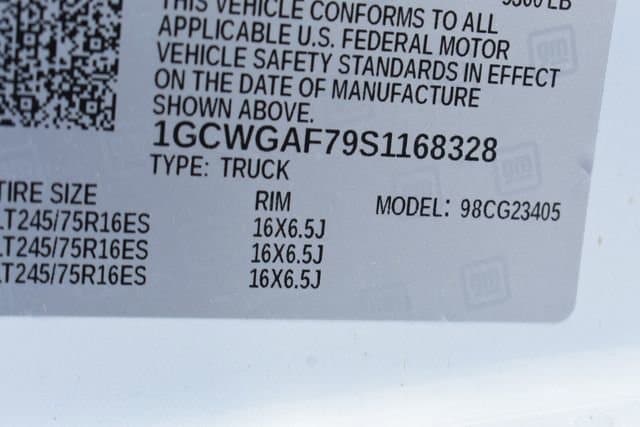 THIS VEHICLE CONFORMS TO ALL
APPLICABLE U.S. FEDERAL MOTOR
VEHICLE SAFETY STANDARDS IN EFFECT
ON THE DATE OF MANUFACTURE
SHOWN ABOVE.
1GCWGAF79S1168328
TYPE: TRUCK
TIRE SIZE RIM MODEL: 98CG23405
LT245/75R16ES 16X6.5J
LT245/75R16ES 16X6.5J
LT245/75R16ES 16X6.5J